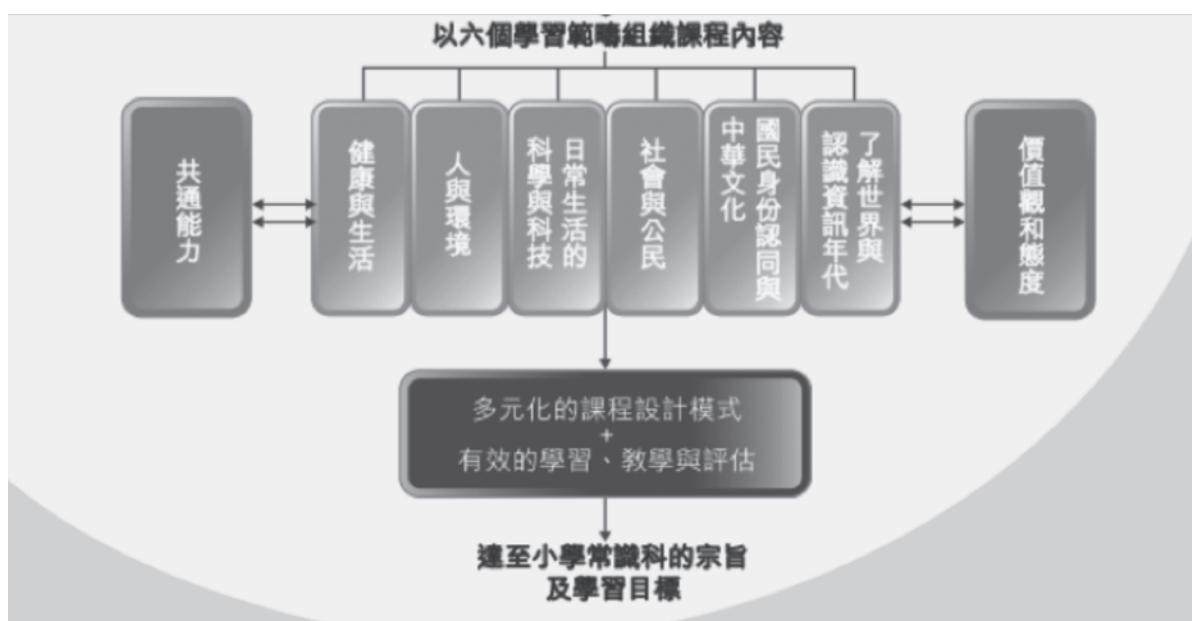 以六個學習範疇組織課程內容
共通能力
健康與生活
人與環境
日常生活的
科學與科技
社會與公民
國民身份認同與
中華文化
了解世界與
認識資訊年代
價值觀和態度
多元化的課程設計模式
+
有效的學習、教學與評估
達至小學常識科的宗旨
及學習目標